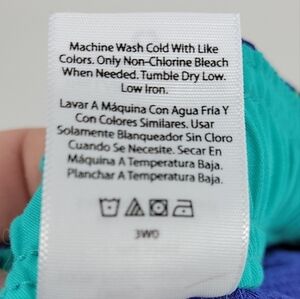 Machine Wash Cold With Like
Colors. Only Non-Chlorine Bleach
When Needed. Tumble Dry Low.
Low Iron.
Lavar A Máquina Con Agua Fría Y
Con Colores Similares. Usar
Solamente Blanqueador Sin Cloro
Cuando Se Necesite. Secar En
Máquina A Temperatura Baja.
Planchar A Temperatura Baja.
3W0